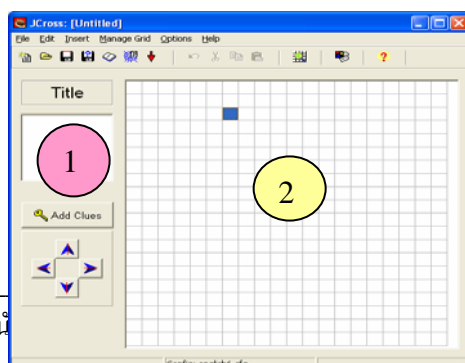 JCross: [Untitled]
File Edit Insert Manage Grid Options Help
Title
1
2
Add Clues